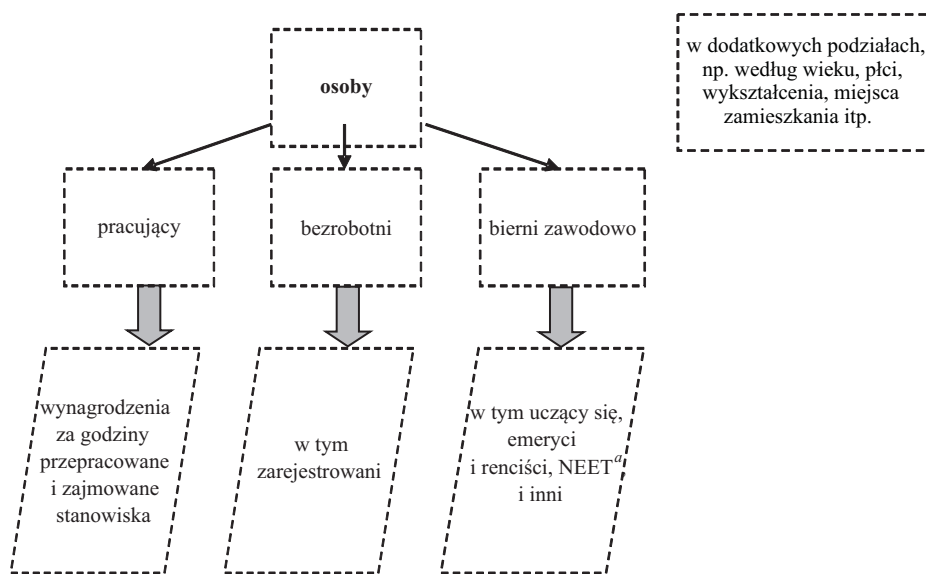 osoby
w dodatkowych podziałach,
np. według wieku, płci,
wykształcenia, miejsca
zamieszkania itp.
pracujący
bezrobotni
bierni zawodowo
wynagrodzenia
za godziny
przepracowane
i zajmowane
stanowiska
w tym
zarejestrowani
w tym uczący się,
emeryci
i renciści, NEETᵃ,
i inni